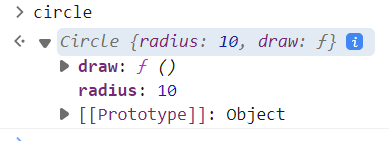 circle
Circle {radius: 10, draw: ƒ} i
draw: ƒ ()
radius: 10
[[Prototype]]: Object